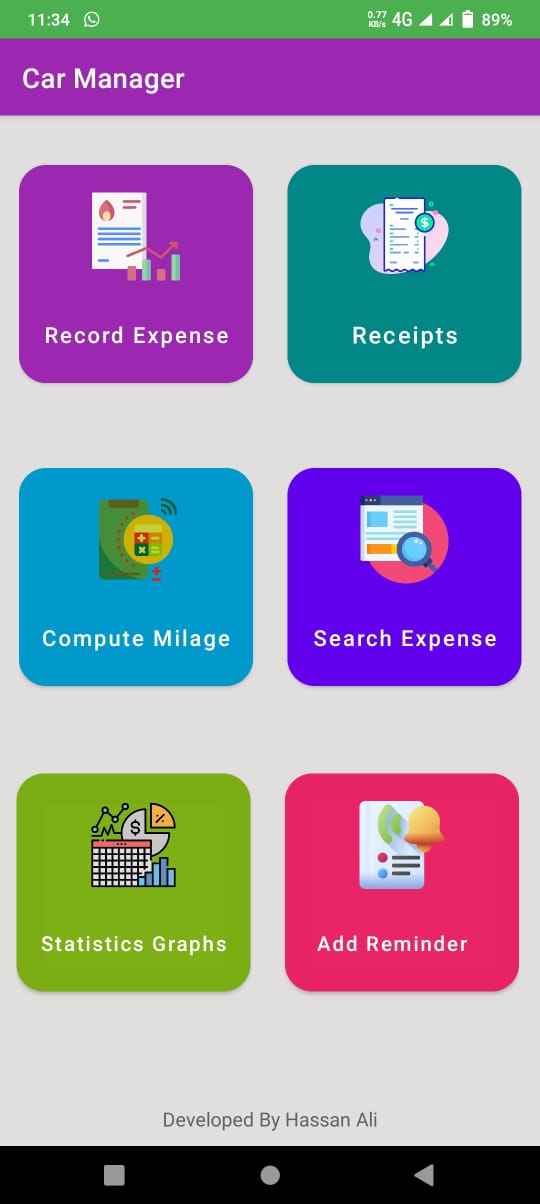 11:34 0.77 KB/s 4G 89%
Car Manager
Record Expense
Receipts
Compute Milage
Search Expense
Statistics Graphs
Add Reminder
Developed By Hassan Ali